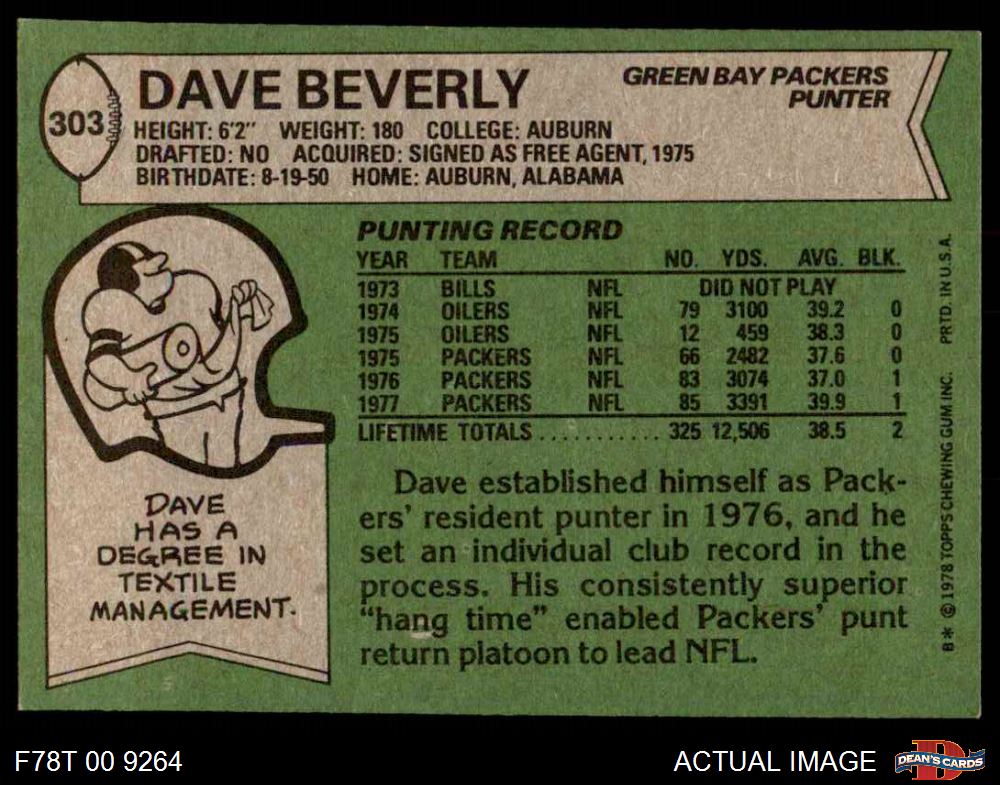 303
DAVE BEVERLY
GREEN BAY PACKERS
PUNTER
HEIGHT: 6'2" WEIGHT: 180 COLLEGE: AUBURN
DRAFTED: NO ACQUIRED: SIGNED AS FREE AGENT, 1975
BIRTHDATE: 8-19-50 HOME: AUBURN, ALABAMA
PUNTING RECORD
YEAR TEAM NO. YDS. AVG. BLK.
1973 BILLS NFL DID NOT PLAY
1974 OILERS NFL 79 3100 39.2 0
1975 OILERS NFL 12 459 38.3 0
1975 PACKERS NFL 66 2482 37.6 0
1976 PACKERS NFL 83 3074 37.0 1
1977 PACKERS NFL 85 3391 39.9 1
LIFETIME TOTALS ........... 325 12,506 38.5 2
DAVE
HAS A
DEGREE IN
TEXTILE
MANAGEMENT.
Dave established himself as Pack-
ers' resident punter in 1976, and he
set an individual club record in the
process. His consistently superior
"hang time" enabled Packers' punt
return platoon to lead NFL.
B* © 1978 TOPPS CHEWING GUM INC. PRTD. IN U.S.A.
F78T 00 9264
ACTUAL IMAGE
DEAN'S CARDS